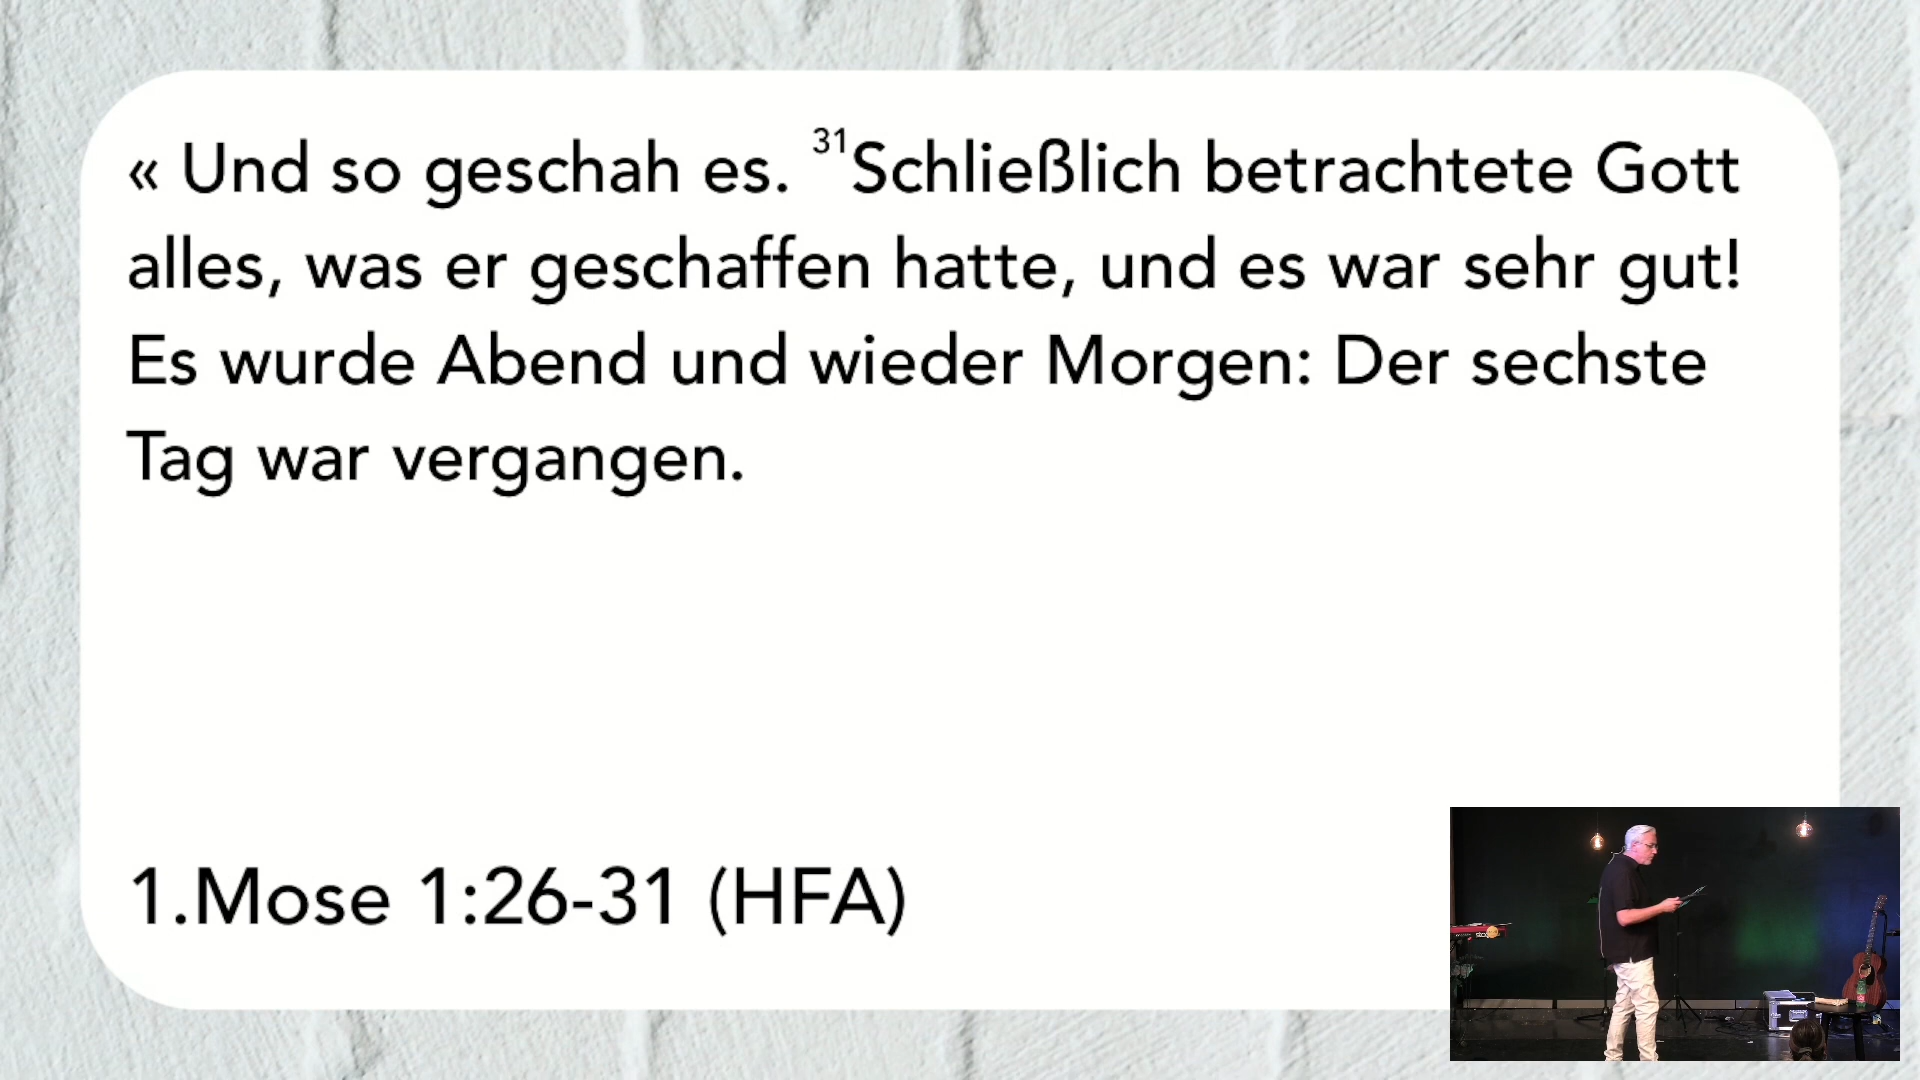 « Und so geschah es. ³¹Schließlich betrachtete Gott
alles, was er geschaffen hatte, und es war sehr gut!
Es wurde Abend und wieder Morgen: Der sechste
Tag war vergangen.
1.Mose 1:26-31 (HFA)